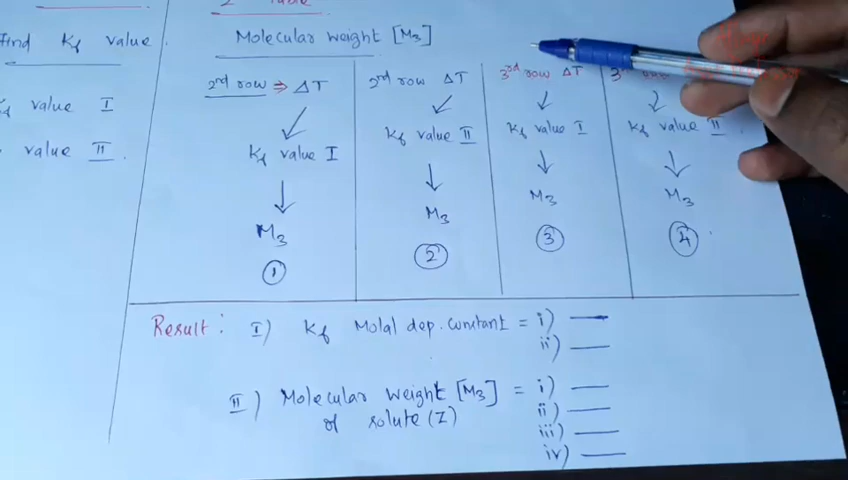 Table
Find Kf value.
value I
value II.
Molecular weight [M3]
2nd row ⇒ ΔT
Kf value I
M3
1
2nd row ΔT
Kf value II
M3
2
3rd row ΔT
Kf value I
M3
3
Kf value II.
M3
4
Result: I) Kf Molal dep. constant = i) —
ii) —
II) Molecular weight [M3] = i) —
of solute (Z)
ii) —
iii) —
iv) —